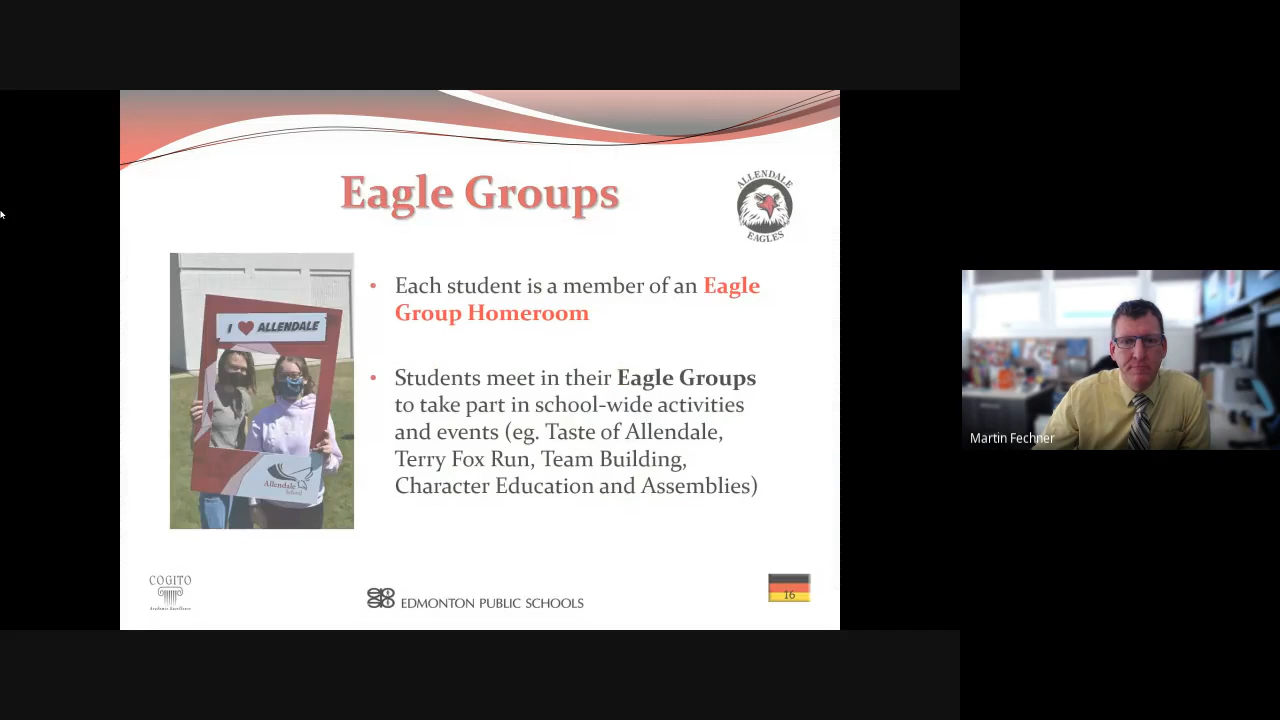 Eagle Groups
ALLENDALE
EAGLES
I ALLENDALE
Allendale
School
• Each student is a member of an Eagle
Group Homeroom
• Students meet in their Eagle Groups
to take part in school-wide activities
and events (eg. Taste of Allendale,
Terry Fox Run, Team Building,
Character Education and Assemblies)
Martin Fechner
COGITO
Academic Excellence
EDMONTON PUBLIC SCHOOLS
16